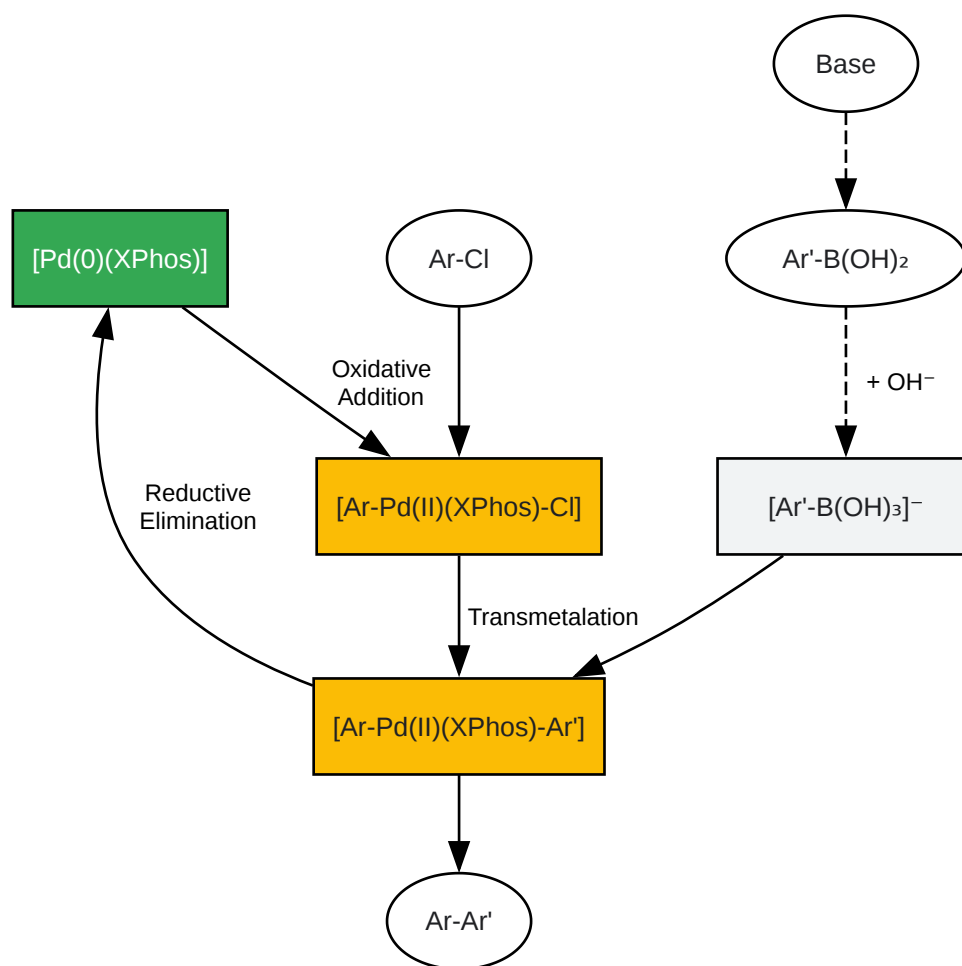 Base
[Pd(0)(XPhos)]
Ar-Cl
Ar'-B(OH)₂
Oxidative
Addition
+ OH⁻
Reductive
Elimination
[Ar-Pd(II)(XPhos)-Cl]
[Ar'-B(OH)₃]⁻
Transmetalation
[Ar-Pd(II)(XPhos)-Ar']
Ar-Ar'